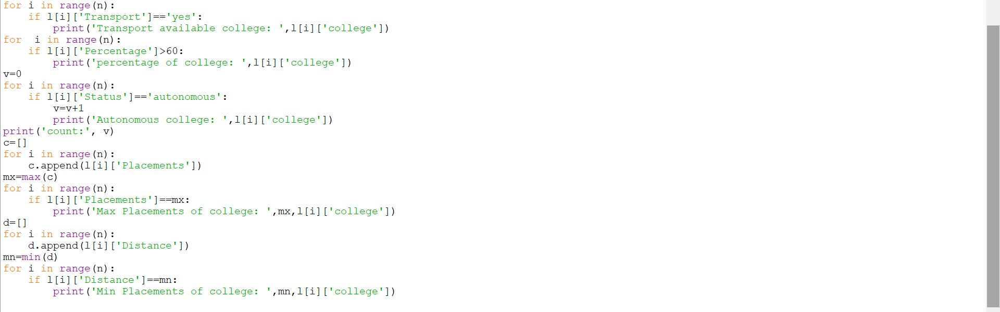 for i in range(n):
    if l[i]['Transport']=='yes':
        print('Transport available college: ',l[i]['college'])
for  i in range(n):
    if l[i]['Percentage']>60:
        print('percentage of college: ',l[i]['college'])
v=0
for i in range(n):
    if l[i]['Status']=='autonomous':
        v=v+1
        print('Autonomous college: ',l[i]['college'])
print('count:', v)
c=[]
for i in range(n):
    c.append(l[i]['Placements'])
mx=max(c)
for i in range(n):
    if l[i]['Placements']==mx:
        print('Max Placements of college: ',mx,l[i]['college'])
d=[]
for i in range(n):
    d.append(l[i]['Distance'])
mn=min(d)
for i in range(n):
    if l[i]['Distance']==mn:
        print('Min Placements of college: ',mn,l[i]['college'])